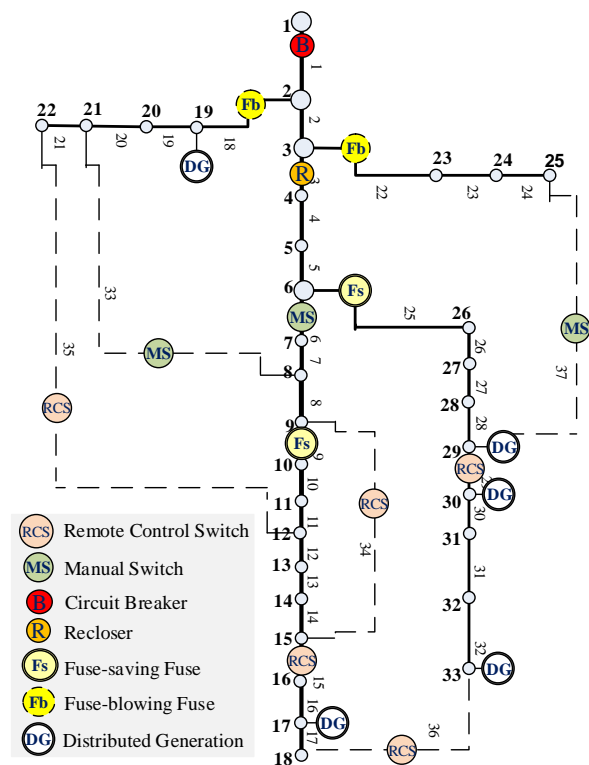 1
B
1
22
21
20
19
Fb
2
21
20
19
18
2
DG
3
Fb
23
24
25
R
3
22
23
24
4
4
5
33
5
6
Fs
25
26
MS
6
26
35
MS
7
7
27
MS
37
8
27
28
RCS
8
28
9
29
DG
Fs
9
RCS
10
30
DG
10
RCS
30
11
11
34
31
12
RCS
Remote Control Switch
12
13
31
MS
Manual Switch
13
14
32
B
Circuit Breaker
14
R
Recloser
15
32
RCS
33
DG
Fs
Fuse-saving Fuse
16
15
Fb
Fuse-blowing Fuse
16
17
DG
36
DG
Distributed Generation
17
18
RCS